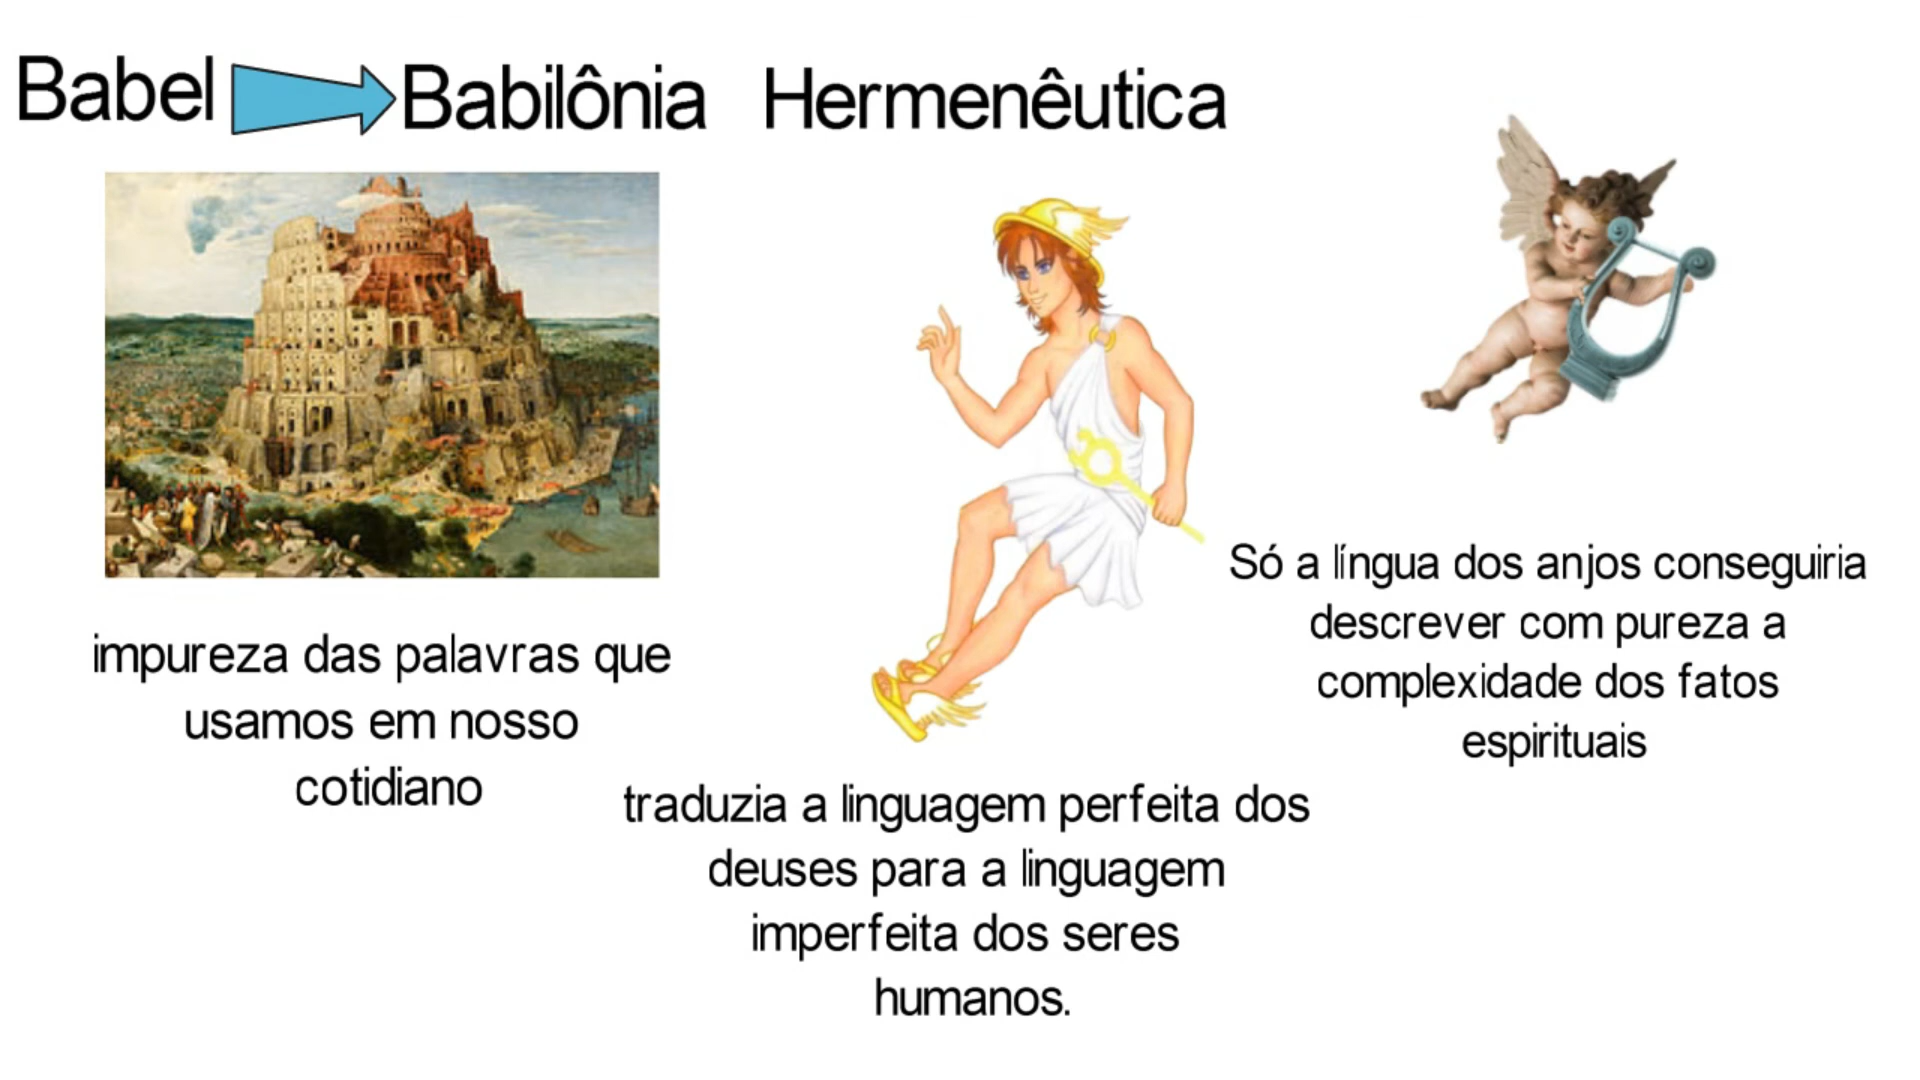 Babel
Babilônia
Hermenêutica
impureza das palavras que
usamos em nosso
cotidiano
traduzia a linguagem perfeita dos
deuses para a linguagem
imperfeita dos seres
humanos.
Só a língua dos anjos conseguiria
descrever com pureza a
complexidade dos fatos
espirituais